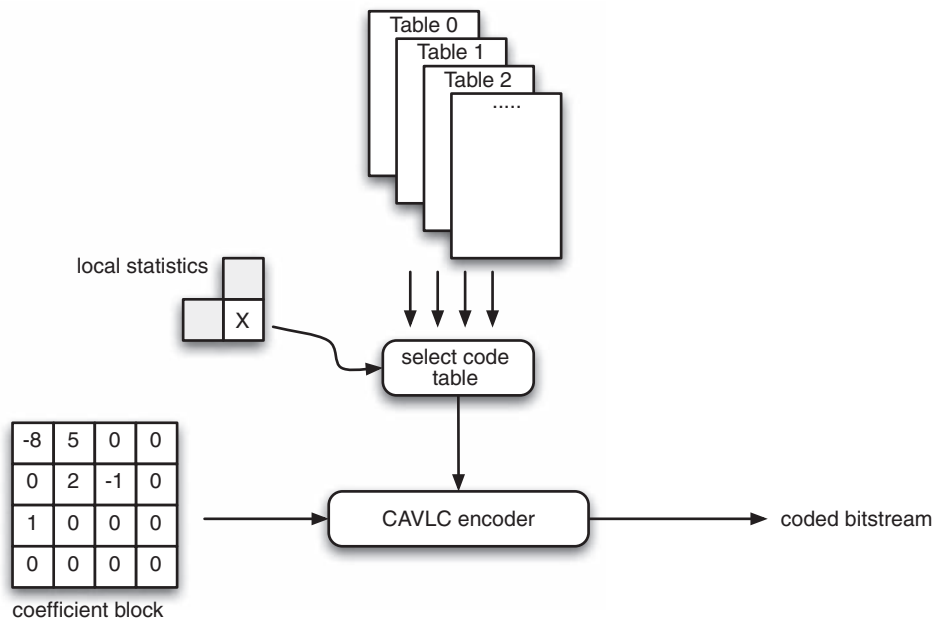 Table 0
Table 1
Table 2
.....
local statistics
X
select code
table
-8 5 0 0
0 2 -1 0
1 0 0 0
0 0 0 0
CAVLC encoder
coded bitstream
coefficient block